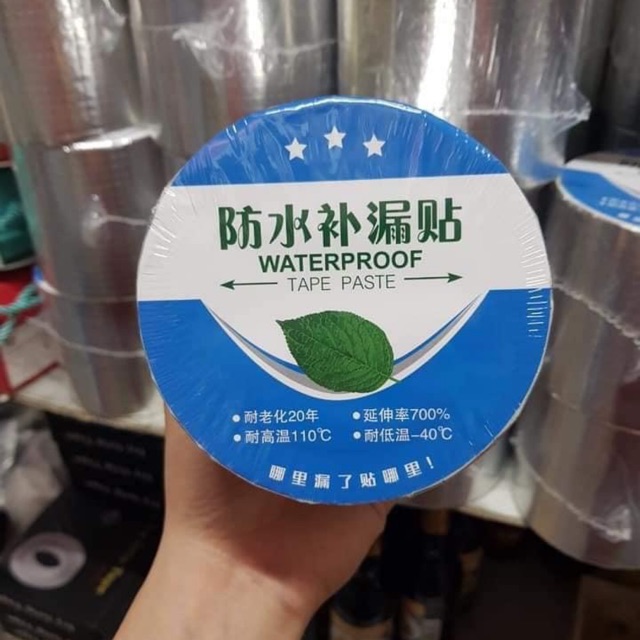 防水补漏贴
WATERPROOF
TAPE PASTE
•耐老化20年 •延伸率700%
•耐高温110℃ •耐低温-40℃
哪里漏了贴哪里!